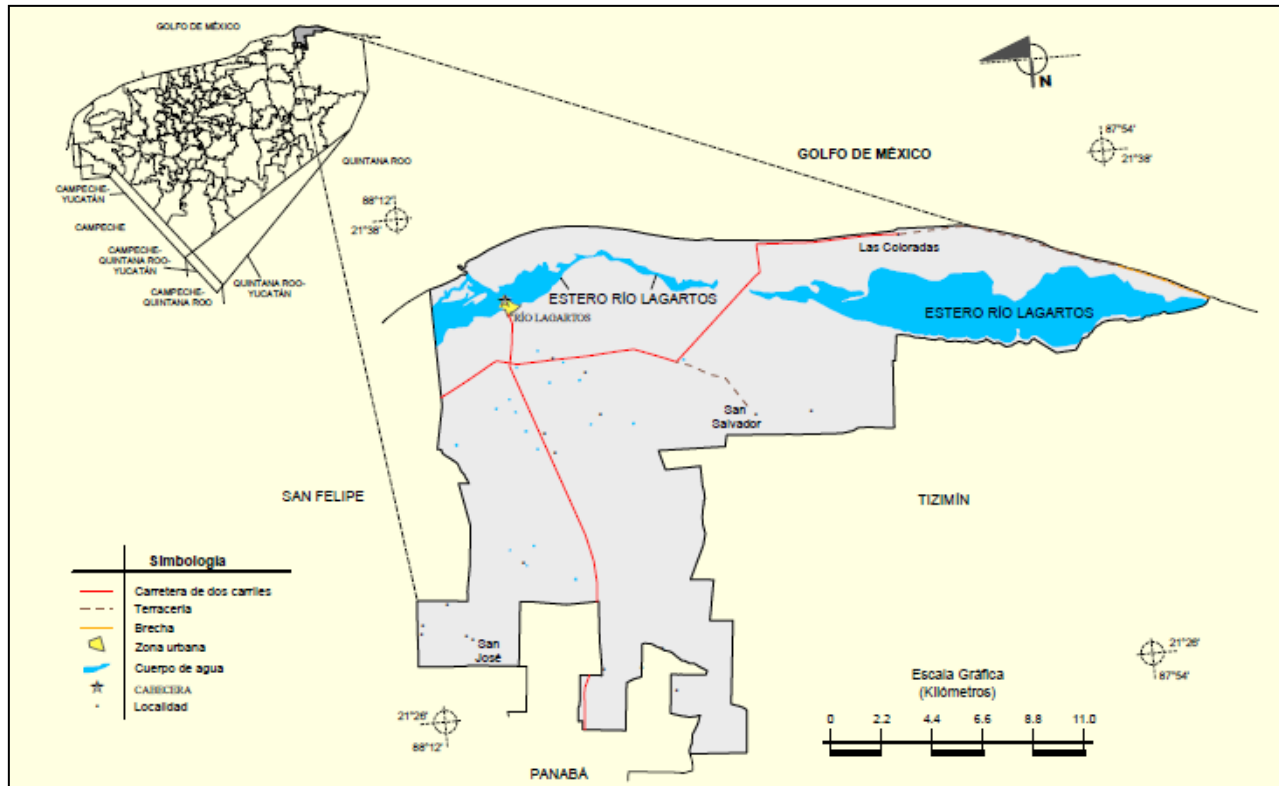 GOLFO DE MÉXICO
QUINTANA ROO
CAMPECHE-
YUCATÁN
CAMPECHE
CAMPECHE-
QUINTANA ROO-
YUCATÁN
CAMPECHE-
QUINTANA ROO
QUINTANA ROO-
YUCATÁN
N
88°12'
21°38'
GOLFO DE MÉXICO
87°54'
21°38'
Las Coloradas
ESTERO RÍO LAGARTOS
RÍO LAGARTOS
ESTERO RÍO LAGARTOS
San
Salvador
SAN FELIPE
TIZIMÍN
San
José
Simbología
Carretera de dos carriles
Terracería
Brecha
Zona urbana
Cuerpo de agua
CABECERA
Localidad
21°26'
88°12'
PANABÁ
21°26'
87°54'
Escala Gráfica
(Kilómetros)
0 2.2 4.4 6.6 8.8 11.0